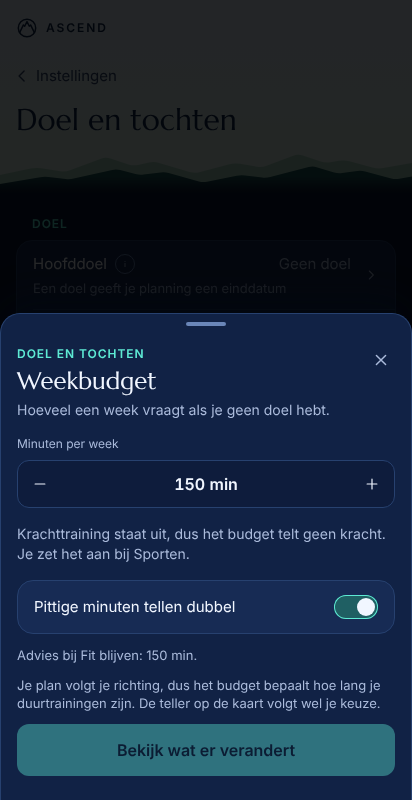 ASCEND
Instellingen
Doel en tochten
DOEL
Hoofddoel
Geen doel
Een doel geeft je planning een einddatum
DOEL EN TOCHTEN
Weekbudget
Hoeveel een week vraagt als je geen doel hebt.
Minuten per week
− 150 min +
Krachttraining staat uit, dus het budget telt geen kracht.
Je zet het aan bij Sporten.
Pittige minuten tellen dubbel
Advies bij Fit blijven: 150 min.
Je plan volgt je richting, dus het budget bepaalt hoe lang je
duurtrainingen zijn. De teller op de kaart volgt wel je keuze.
Bekijk wat er verandert